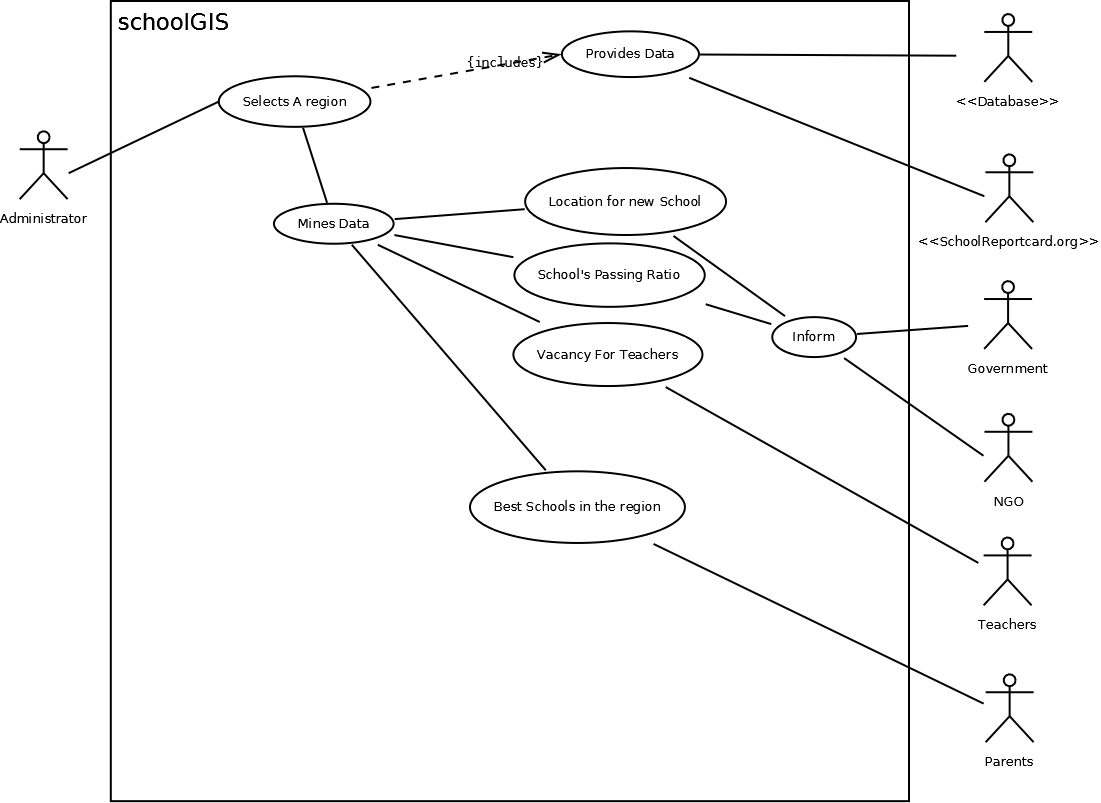 schoolGIS
Provides Data
{includes}
<<Database>>
Selects A region
Administrator
Location for new School
Mines Data
<<SchoolReportcard.org>>
School's Passing Ratio
Inform
Vacancy For Teachers
Government
Best Schools in the region
NGO
Teachers
Parents